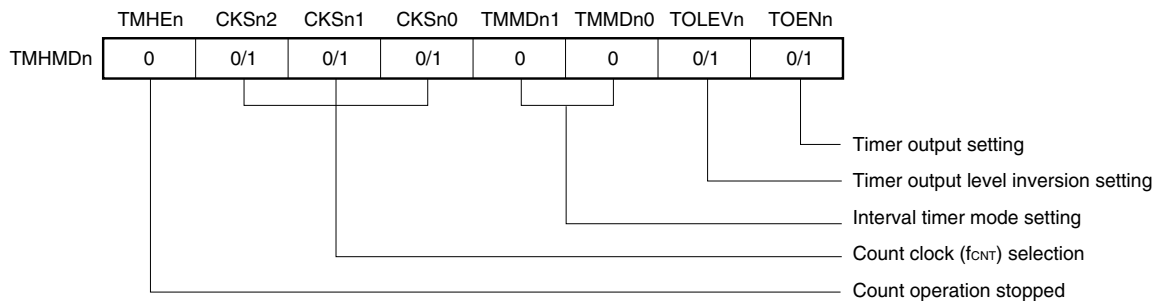 TMHEn CKSn2 CKSn1 CKSn0 TMMDn1 TMMDn0 TOLEVn TOENn
TMHMDn 0 0/1 0/1 0/1 0 0 0/1 0/1
Timer output setting
Timer output level inversion setting
Interval timer mode setting
Count clock (fCNT) selection
Count operation stopped